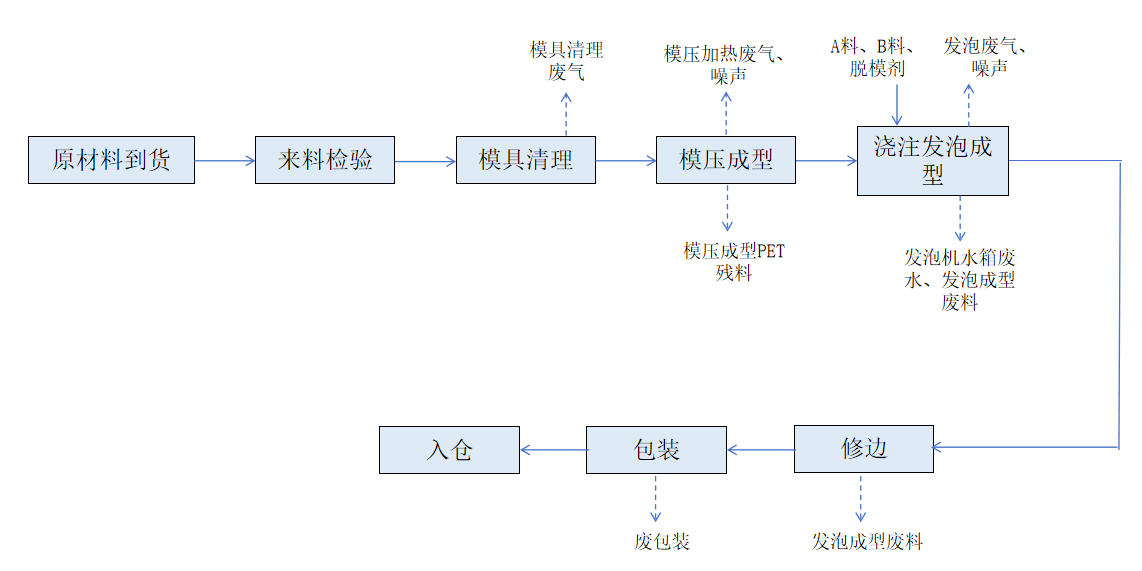 模具清理
废气
模压加热废气、
噪声
A料、B料、
脱模剂
发泡废气、
噪声
原材料到货
来料检验
模具清理
模压成型
浇注发泡成
型
模压成型PET
残料
发泡机水箱废
水、发泡成型
废料
入仓
包装
修边
废包装
发泡成型废料